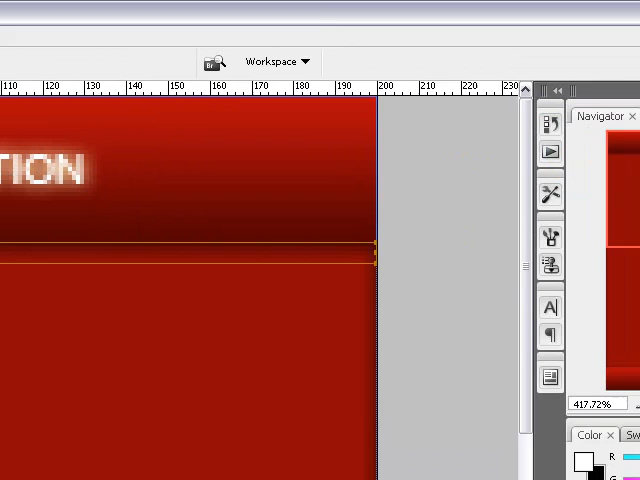 Br
Workspace
110 120 130 140 150 160 170 180 190 200 210 220 230
Navigator ×
TION
A
¶
417.72%
Color × Sw
R
G